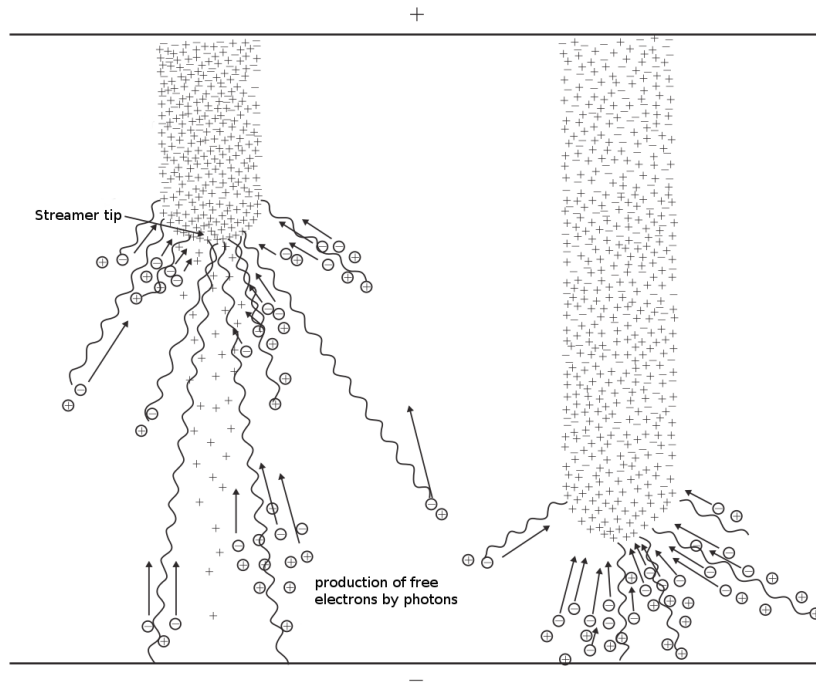 +
Streamer tip
production of free
electrons by photons
−